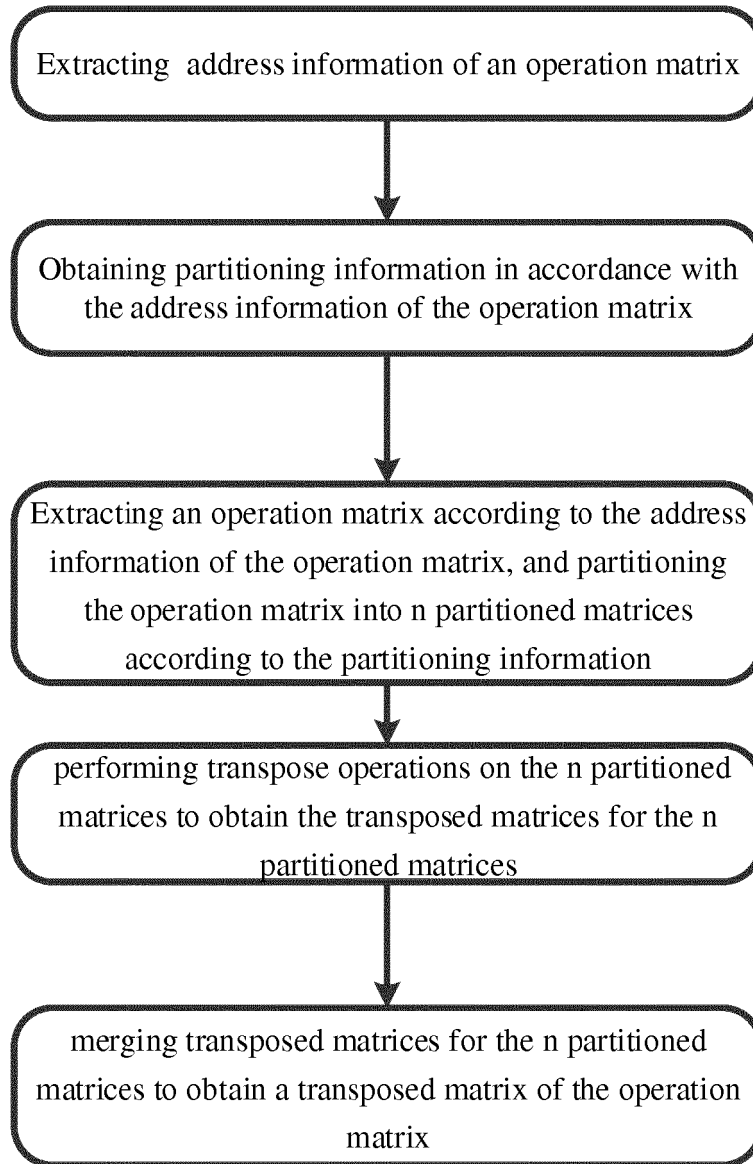 Extracting address information of an operation matrix
Obtaining partitioning information in accordance with
the address information of the operation matrix
Extracting an operation matrix according to the address
information of the operation matrix, and partitioning
the operation matrix into n partitioned matrices
according to the partitioning information
performing transpose operations on the n partitioned
matrices to obtain the transposed matrices for the n
partitioned matrices
merging transposed matrices for the n partitioned
matrices to obtain a transposed matrix of the operation
matrix